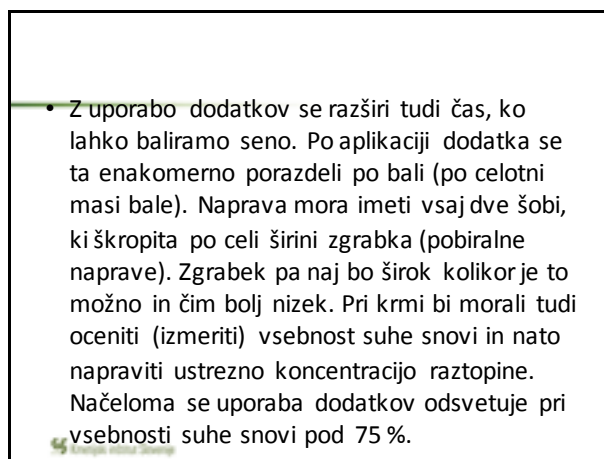 • Z uporabo dodatkov se razširi tudi čas, ko
lahko baliramo seno. Po aplikaciji dodatka se
ta enakomerno porazdeli po bali (po celotni
masi bale). Naprava mora imeti vsaj dve šobi,
ki škropita po celi širini zgrabka (pobiralne
naprave). Zgrabek pa naj bo širok kolikor je to
možno in čim bolj nizek. Pri krmi bi morali tudi
oceniti (izmeriti) vsebnost suhe snovi in nato
napraviti ustrezno koncentracijo raztopine.
Načeloma se uporaba dodatkov odsvetuje pri
vsebnosti suhe snovi pod 75 %.
Kmetijski inštitut Slovenije